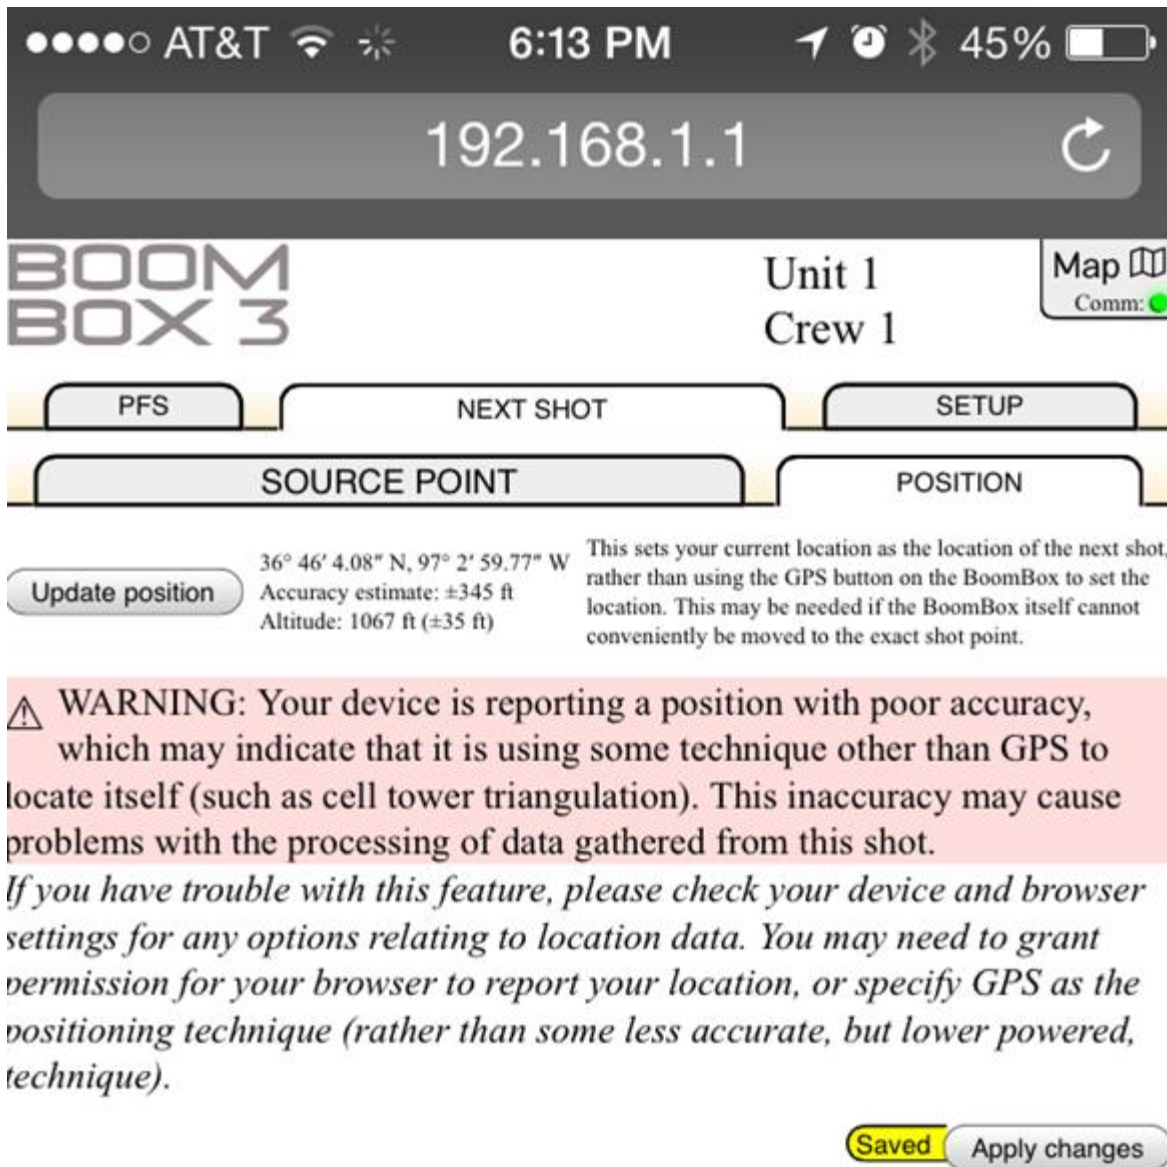 AT&T 6:13 PM 45%
192.168.1.1
BOOM
BOX 3
Unit 1
Crew 1
Map
Comm:
PFS NEXT SHOT SETUP
SOURCE POINT POSITION
Update position
36° 46′ 4.08″ N, 97° 2′ 59.77″ W
Accuracy estimate: ±345 ft
Altitude: 1067 ft (±35 ft)
This sets your current location as the location of the next shot,
rather than using the GPS button on the BoomBox to set the
location. This may be needed if the BoomBox itself cannot
conveniently be moved to the exact shot point.
⚠ WARNING: Your device is reporting a position with poor accuracy,
which may indicate that it is using some technique other than GPS to
locate itself (such as cell tower triangulation). This inaccuracy may cause
problems with the processing of data gathered from this shot.
If you have trouble with this feature, please check your device and browser
settings for any options relating to location data. You may need to grant
permission for your browser to report your location, or specify GPS as the
positioning technique (rather than some less accurate, but lower powered,
technique).
Saved Apply changes